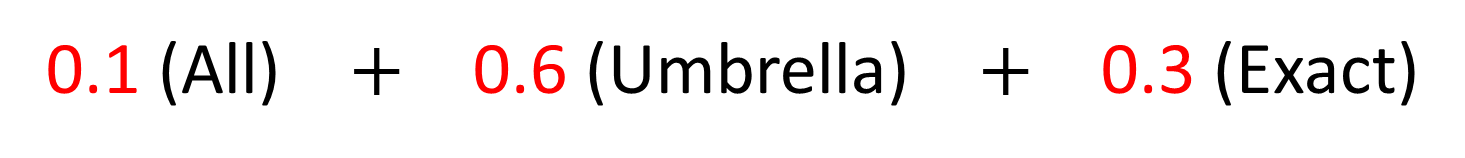 0.1 (All) + 0.6 (Umbrella) + 0.3 (Exact)